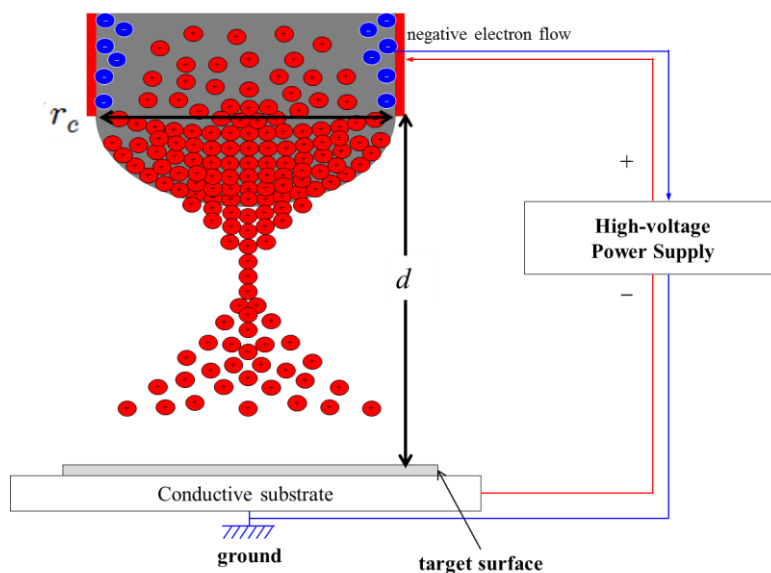 negative electron flow
r_c
+
High-voltage
Power Supply
−
d
Conductive substrate
ground
target surface